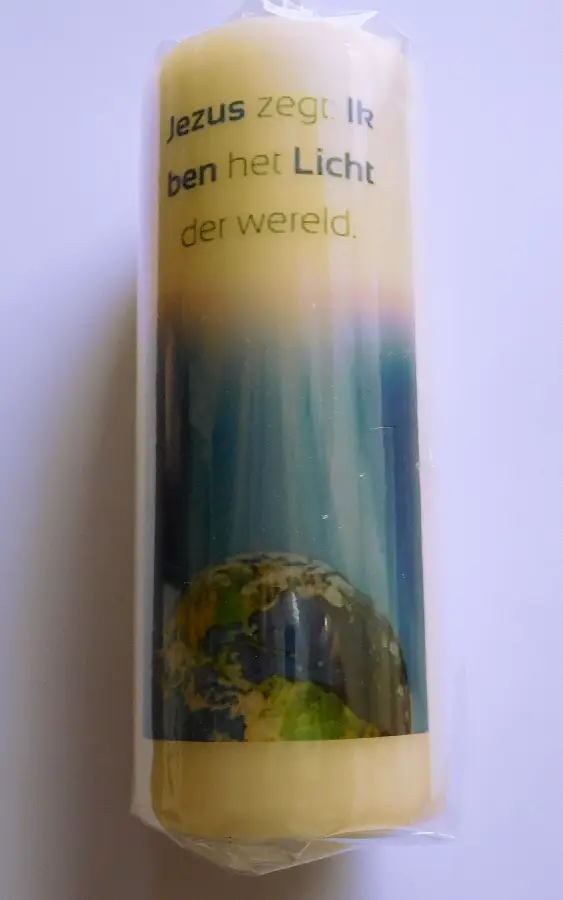 Jezus zegt: Ik
ben het Licht
der wereld.